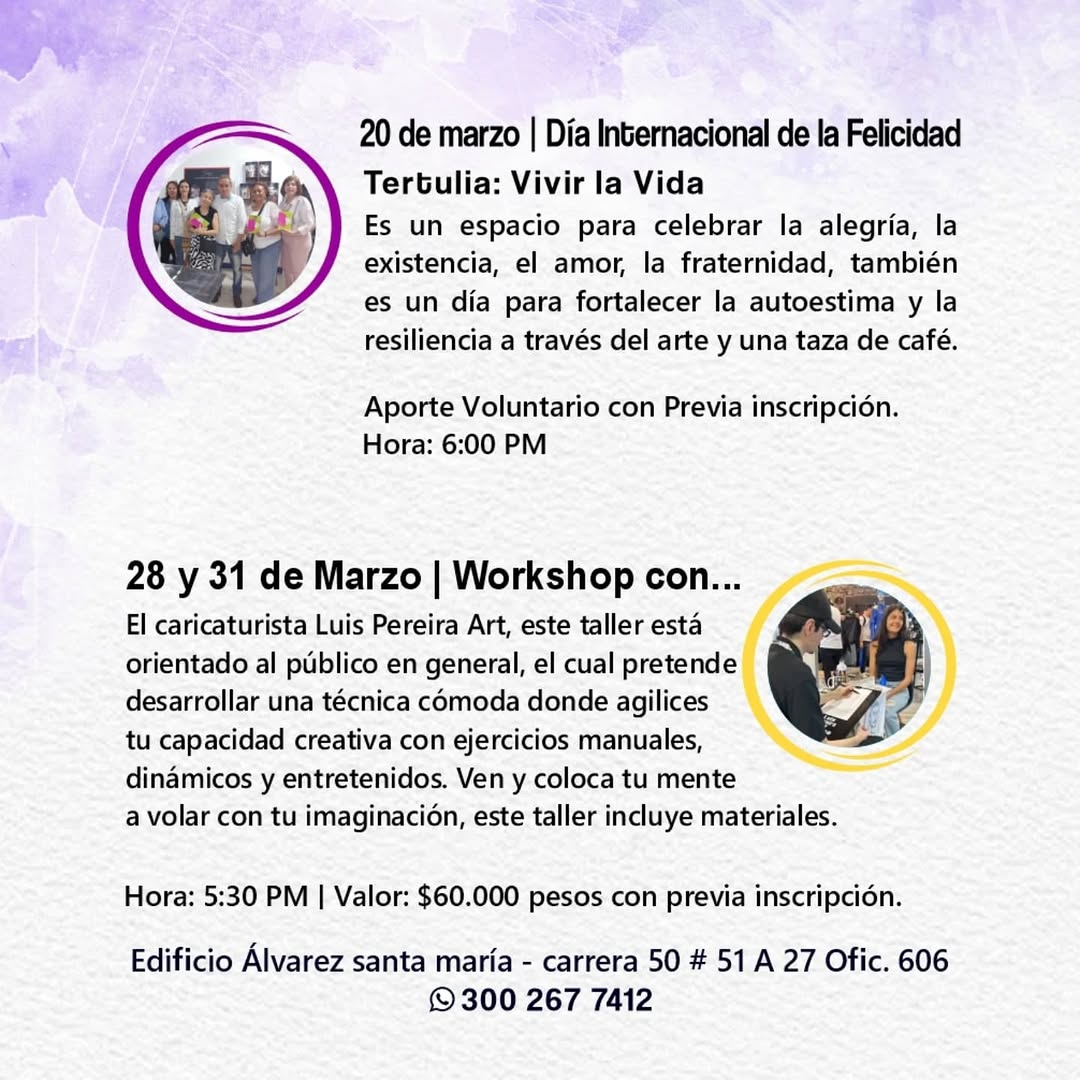 20 de marzo | Día Internacional de la Felicidad
Tertulia: Vivir la Vida
Es un espacio para celebrar la alegría, la
existencia, el amor, la fraternidad, también
es un día para fortalecer la autoestima y la
resiliencia a través del arte y una taza de café.
Aporte Voluntario con Previa inscripción.
Hora: 6:00 PM
28 y 31 de Marzo | Workshop con...
El caricaturista Luis Pereira Art, este taller está
orientado al público en general, el cual pretende
desarrollar una técnica cómoda donde agilices
tu capacidad creativa con ejercicios manuales,
dinámicos y entretenidos. Ven y coloca tu mente
a volar con tu imaginación, este taller incluye materiales.
Hora: 5:30 PM | Valor: $60.000 pesos con previa inscripción.
Edificio Álvarez santa maría - carrera 50 # 51 A 27 Ofic. 606
300 267 7412